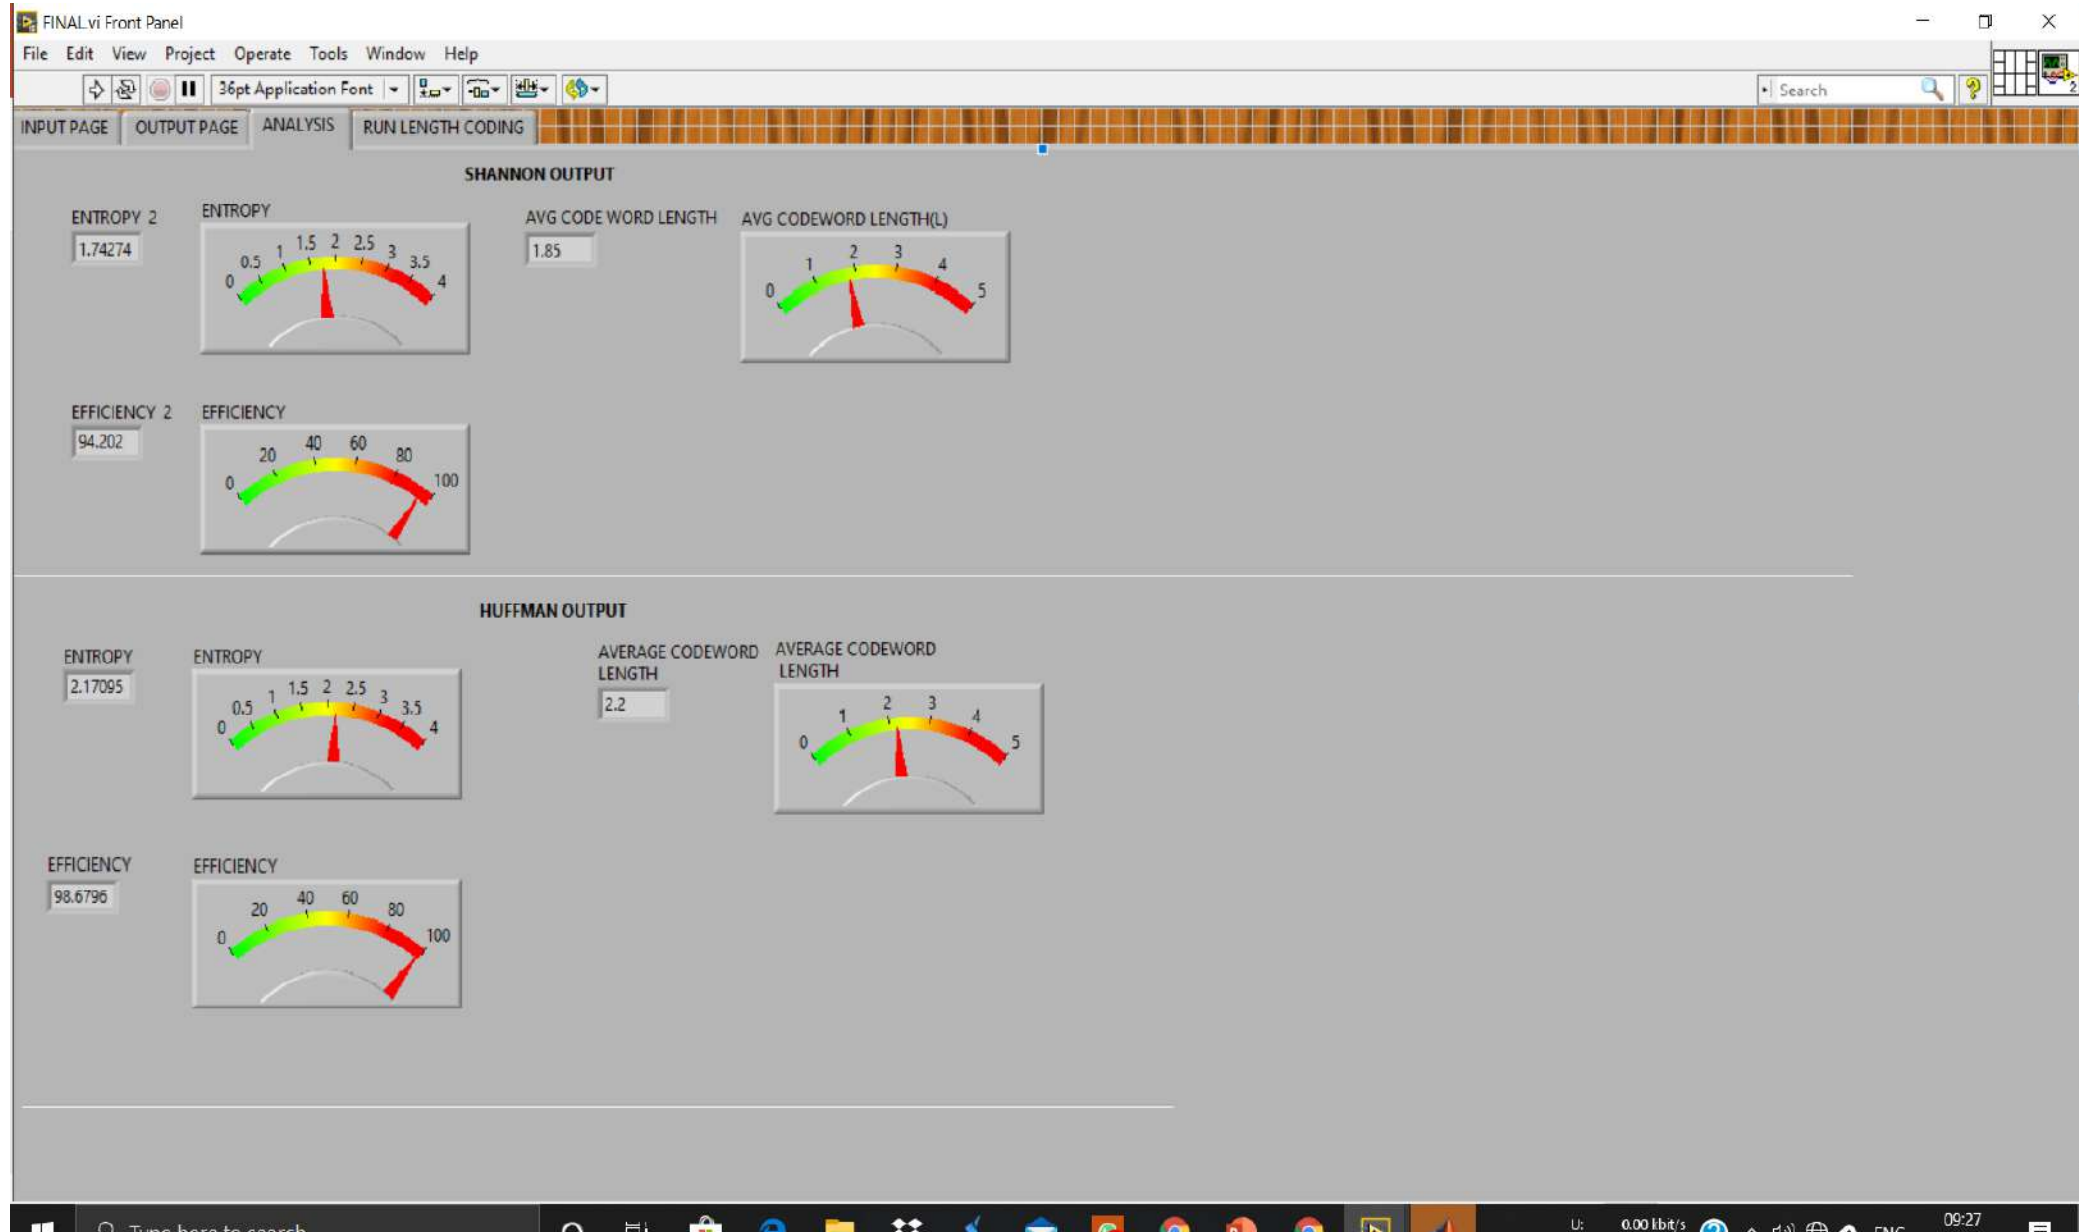 FINAL.vi Front Panel
File Edit View Project Operate Tools Window Help
36pt Application Font
Search
2
INPUT PAGE OUTPUT PAGE ANALYSIS RUN LENGTH CODING
SHANNON OUTPUT
ENTROPY 2
1.74274
ENTROPY
0 0.5 1 1.5 2 2.5 3 3.5 4
AVG CODE WORD LENGTH
1.85
AVG CODEWORD LENGTH(L)
0 1 2 3 4 5
EFFICIENCY 2
94.202
EFFICIENCY
0 20 40 60 80 100
HUFFMAN OUTPUT
ENTROPY
2.17095
ENTROPY
0 0.5 1 1.5 2 2.5 3 3.5 4
AVERAGE CODEWORD
LENGTH
2.2
AVERAGE CODEWORD
LENGTH
0 1 2 3 4 5
EFFICIENCY
98.6796
EFFICIENCY
0 20 40 60 80 100
Type here to search
U: 0.00 kbit/s
ENG
09:27